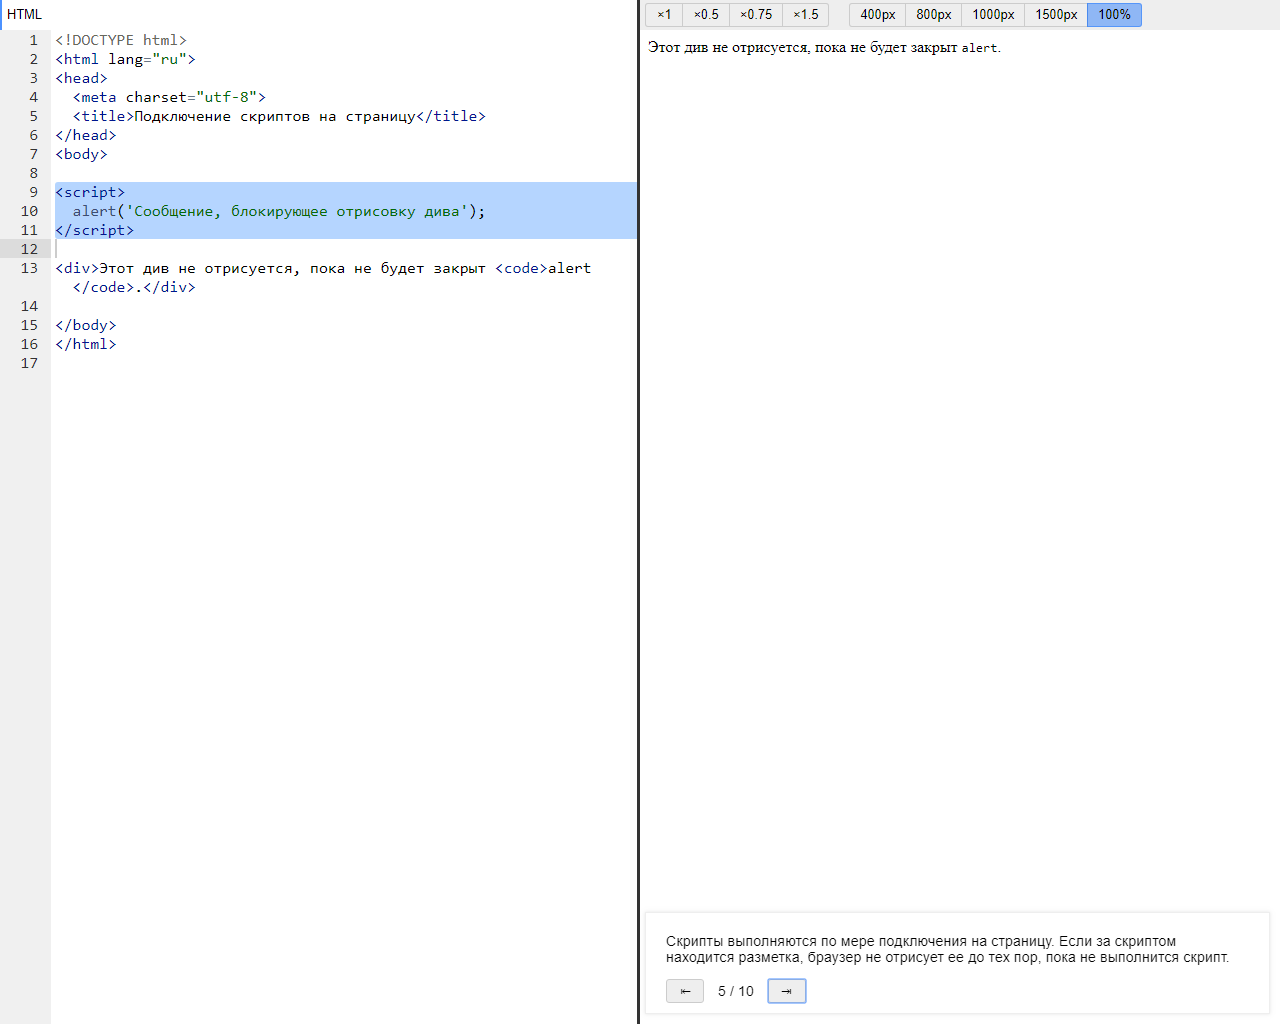 HTML
×1 ×0.5 ×0.75 ×1.5 400px 800px 1000px 1500px 100%
1 <!DOCTYPE html>
2 <html lang="ru">
3 <head>
4 <meta charset="utf-8">
5 <title>Подключение скриптов на страницу</title>
6 </head>
7 <body>
8
9 <script>
10 alert('Сообщение, блокирующее отрисовку дива');
11 </script>
12
13 <div>Этот див не отрисуется, пока не будет закрыт <code>alert
</code>.</div>
14
15 </body>
16 </html>
17
Этот див не отрисуется, пока не будет закрыт alert.
Скрипты выполняются по мере подключения на страницу. Если за скриптом
находится разметка, браузер не отрисует ее до тех пор, пока не выполнится скрипт.
⇤ 5 / 10 ⇥